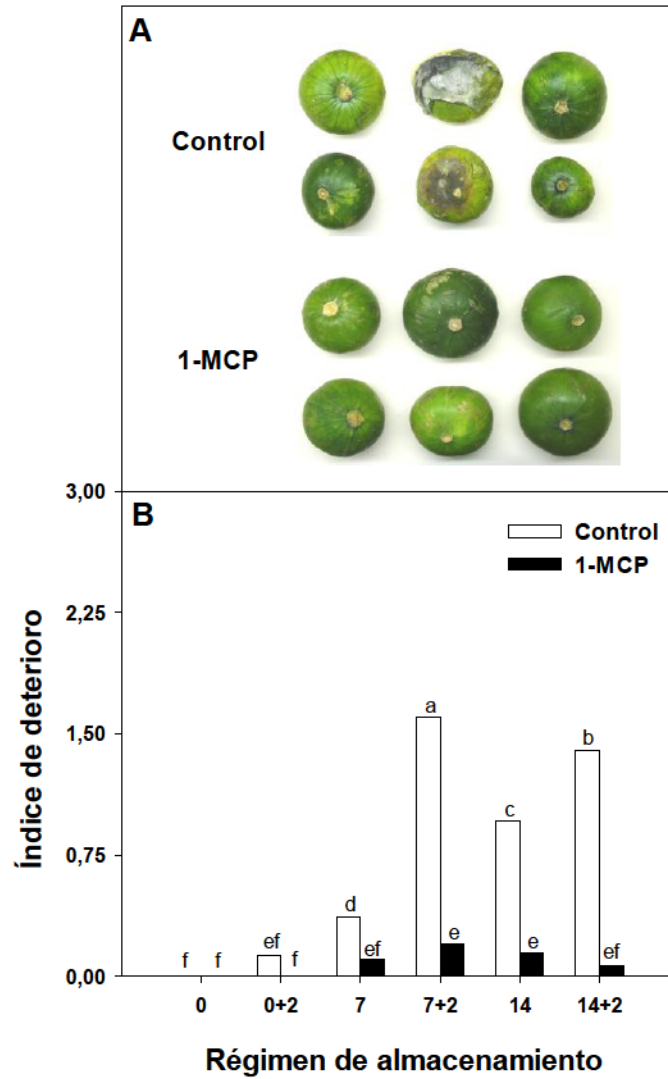 A
Control
1-MCP
3,00
B
Control
1-MCP
2,25
1,50
0,75
0,00
Índice de deterioro
a
b
c
d
e
e
f
f
ef
f
ef
ef
0
0+2
7
7+2
14
14+2
Régimen de almacenamiento